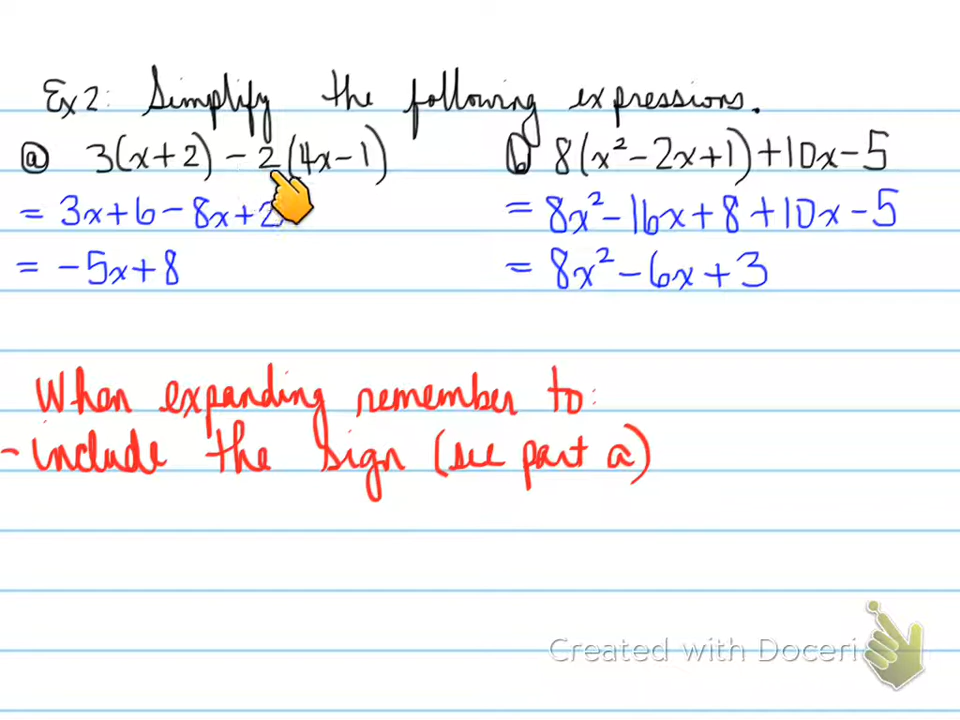 Ex2: Simplify the following expressions.
ⓐ 3(x+2) - 2(4x-1)
= 3x+6-8x+2
= -5x+8
ⓑ 8(x²-2x+1)+10x-5
= 8x²-16x+8+10x-5
= 8x²-6x+3
When expanding remember to:
- include the sign (see part a)
Created with Doceri